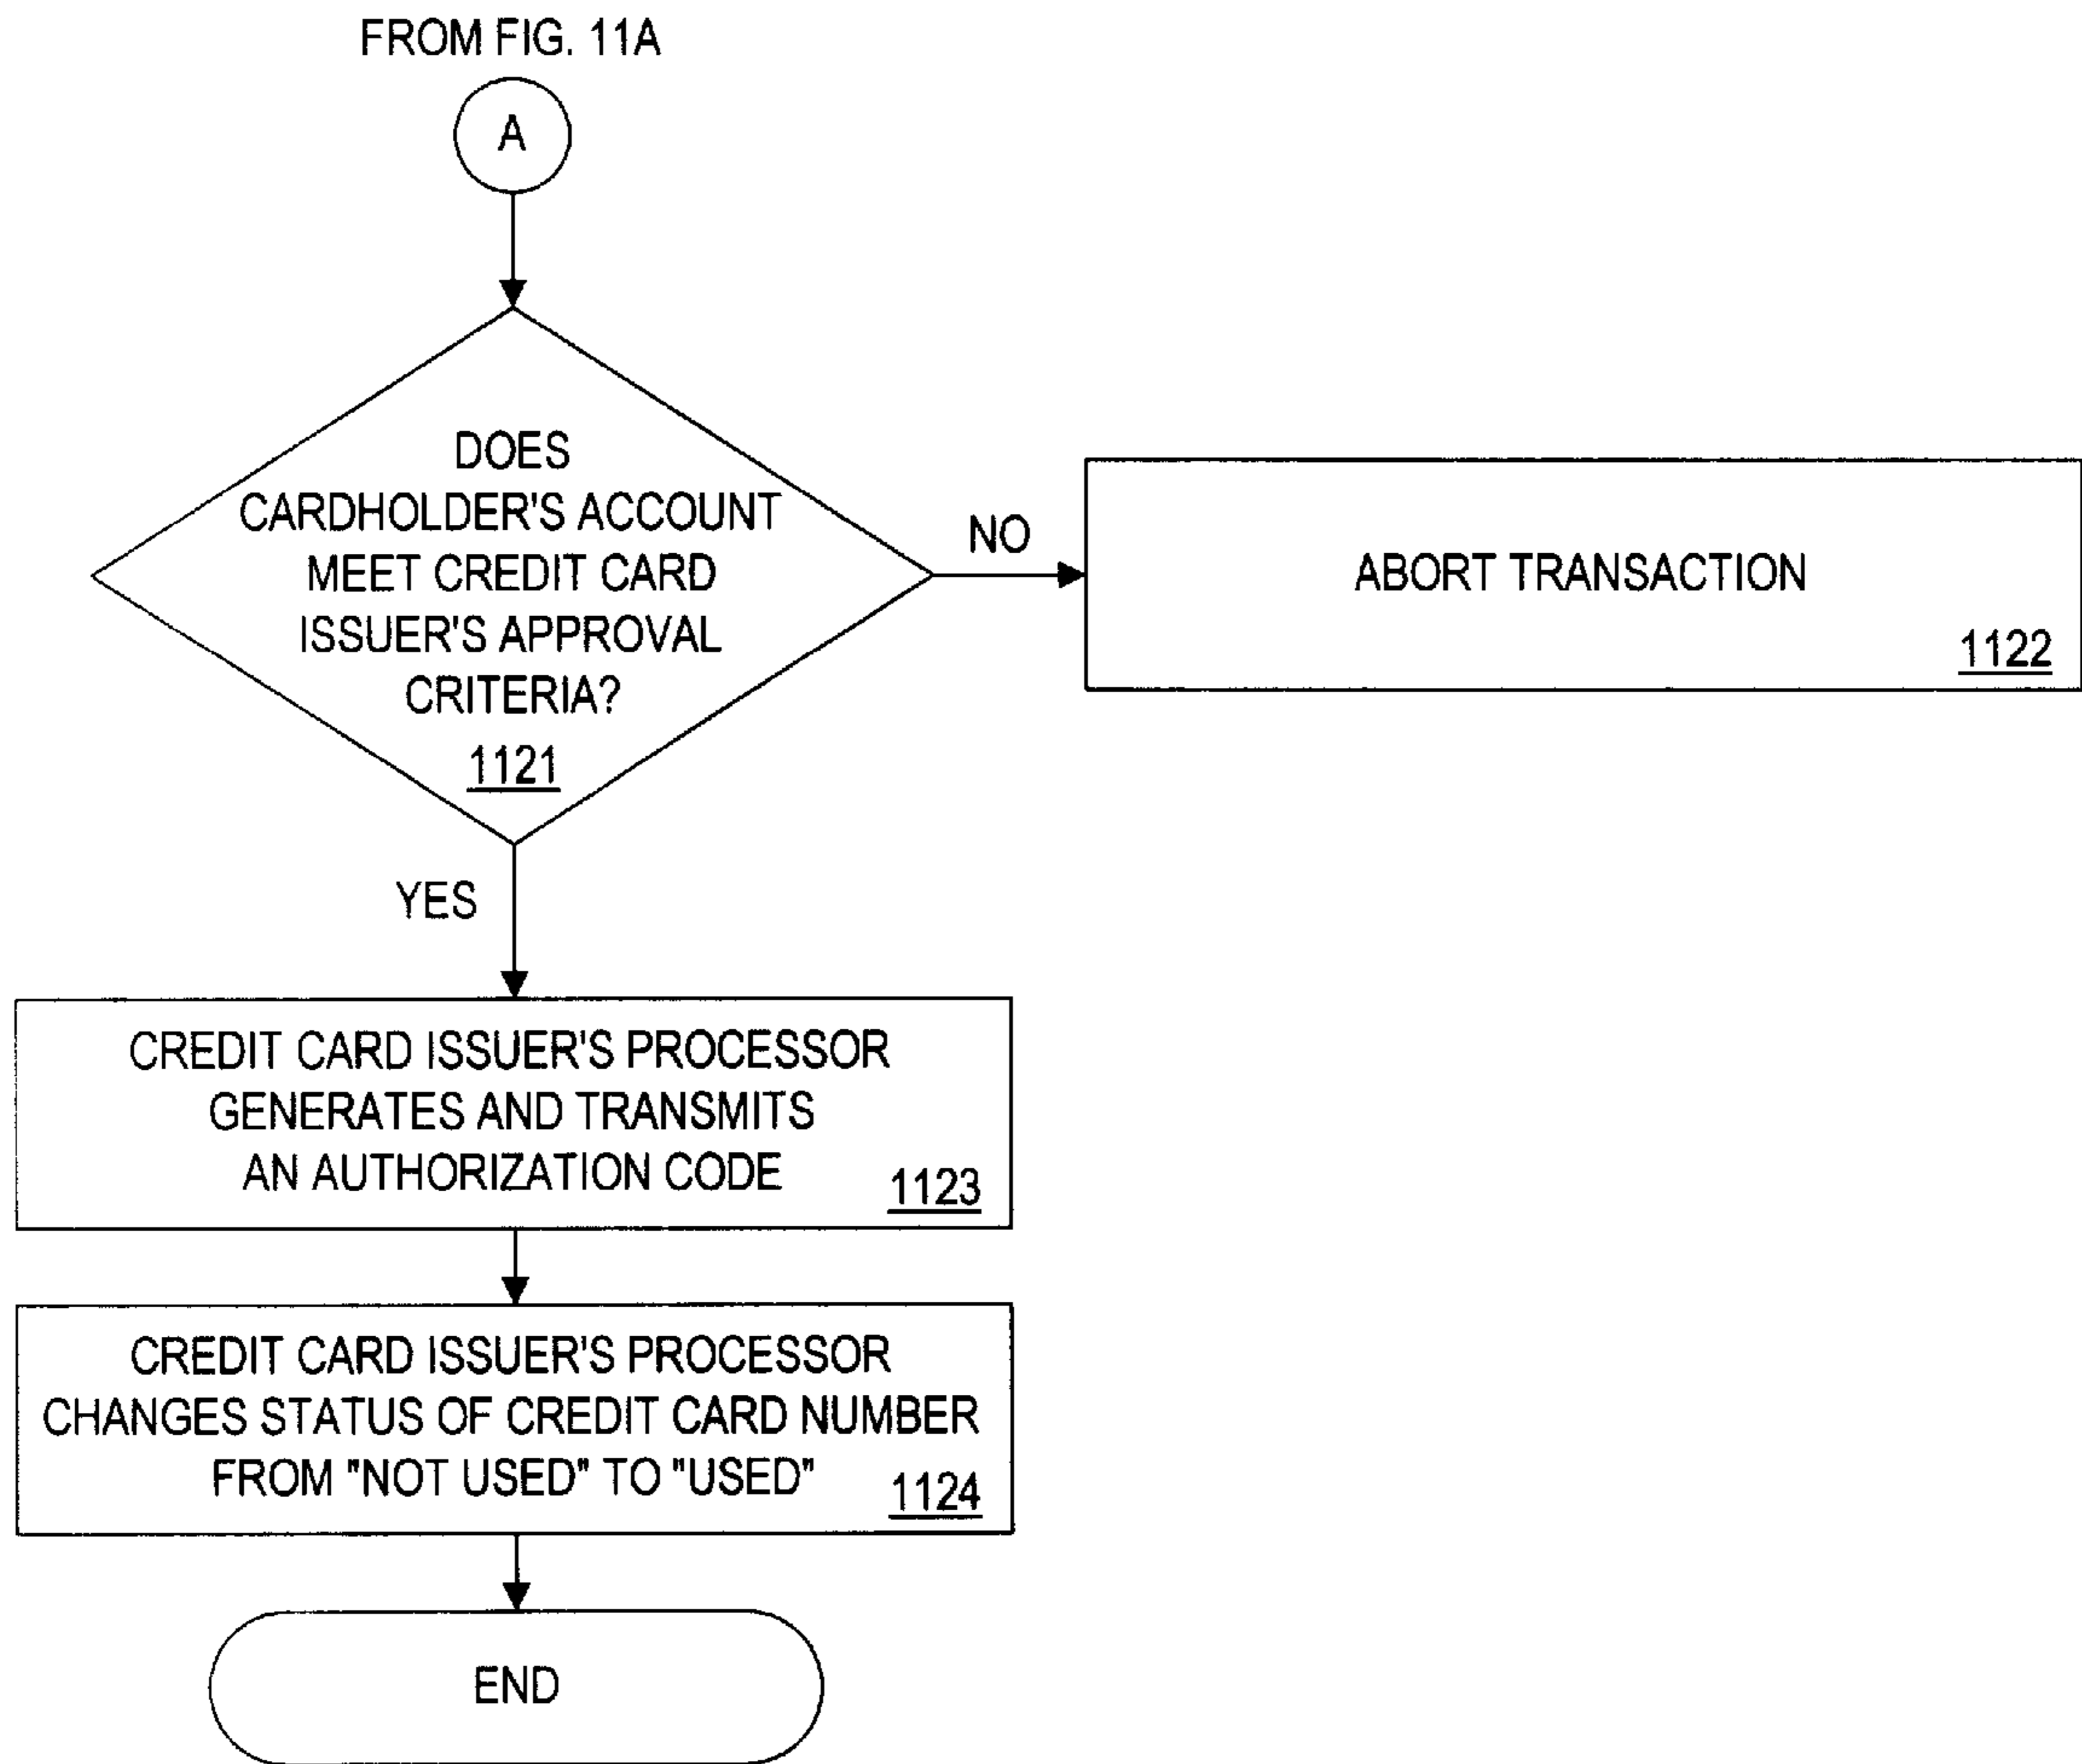 FROM FIG. 11A
A
DOES
CARDHOLDER'S ACCOUNT
MEET CREDIT CARD
ISSUER'S APPROVAL
CRITERIA?
1121
NO
ABORT TRANSACTION
1122
YES
CREDIT CARD ISSUER'S PROCESSOR
GENERATES AND TRANSMITS
AN AUTHORIZATION CODE
1123
CREDIT CARD ISSUER'S PROCESSOR
CHANGES STATUS OF CREDIT CARD NUMBER
FROM "NOT USED" TO "USED"
1124
END